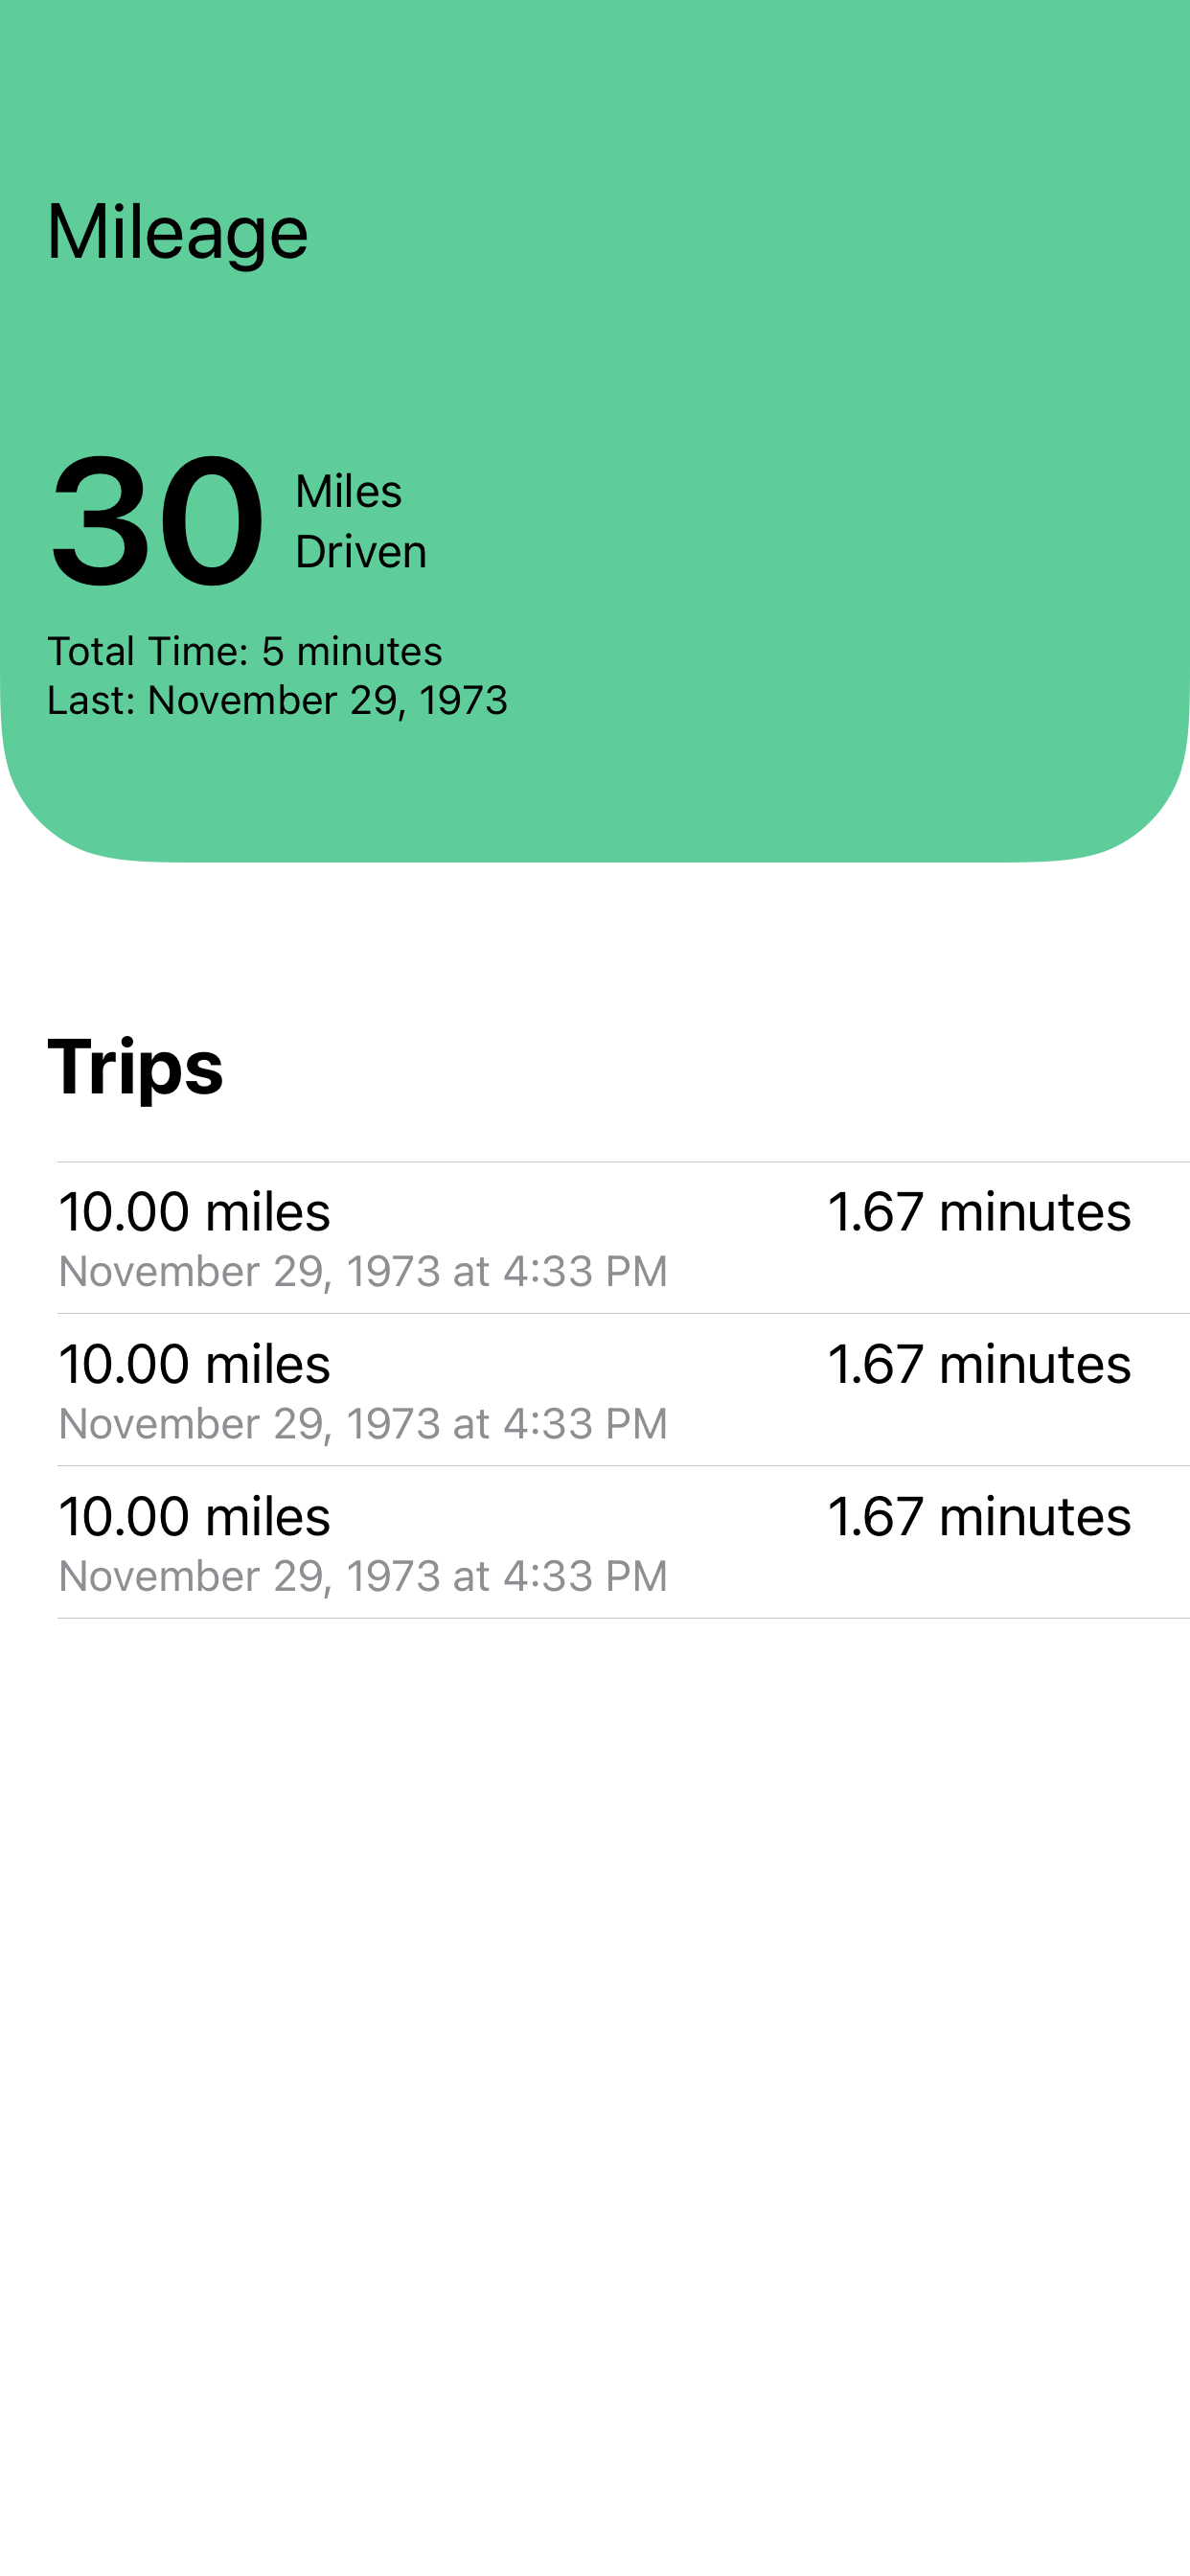 Mileage
30
Miles
Driven
Total Time: 5 minutes
Last: November 29, 1973
Trips
10.00 miles 1.67 minutes
November 29, 1973 at 4:33 PM
10.00 miles 1.67 minutes
November 29, 1973 at 4:33 PM
10.00 miles 1.67 minutes
November 29, 1973 at 4:33 PM